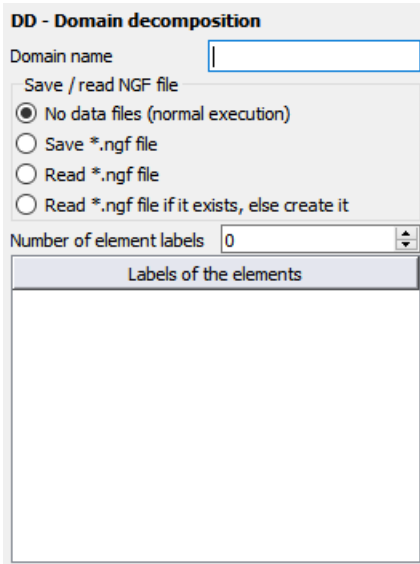 DD - Domain decomposition
Domain name
Save / read NGF file
No data files (normal execution)
Save *.ngf file
Read *.ngf file
Read *.ngf file if it exists, else create it
Number of element labels 0
Labels of the elements